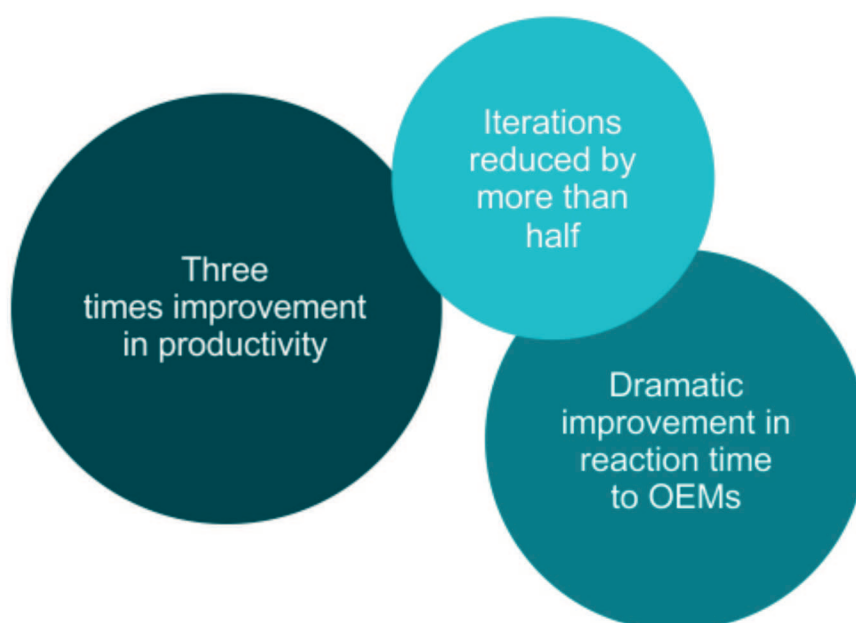 Three
times improvement
in productivity
Iterations
reduced by
more than
half
Dramatic
improvement in
reaction time
to OEMs